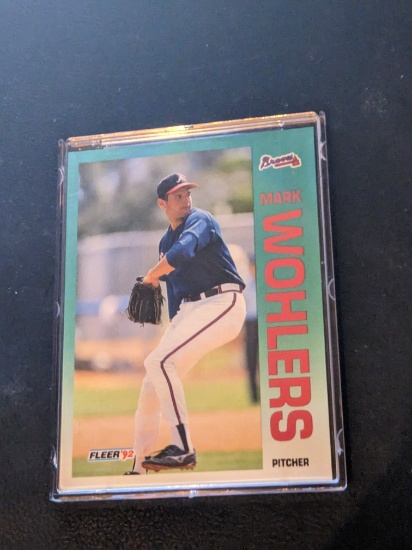 Braves
MARK
WOHLERS
FLEER '92
PITCHER